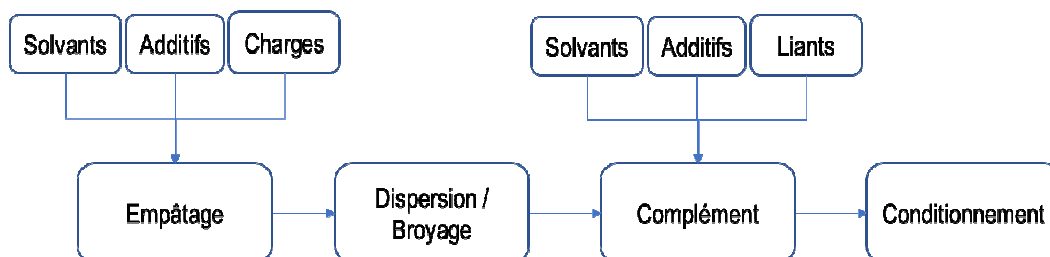 Solvants
Additifs
Charges
Solvants
Additifs
Liants
Empâtage
Dispersion /
Broyage
Complément
Conditionnement